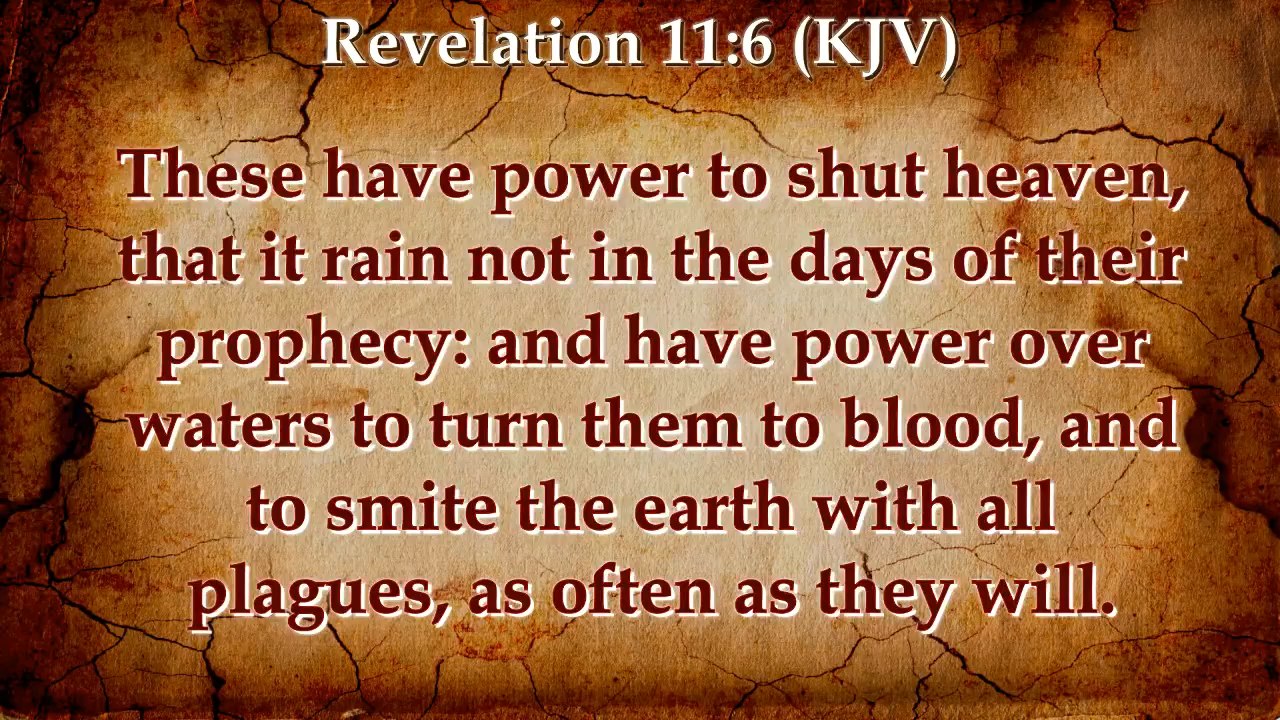 Revelation 11:6 (KJV)
These have power to shut heaven,
that it rain not in the days of their
prophecy: and have power over
waters to turn them to blood, and
to smite the earth with all
plagues, as often as they will.